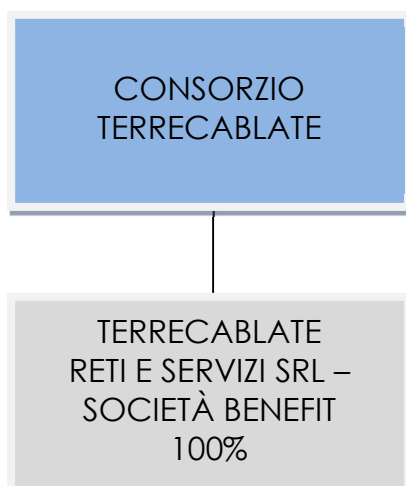 CONSORZIO
TERRECABLATE
TERRECABLATE
RETI E SERVIZI SRL –
SOCIETÀ BENEFIT
100%